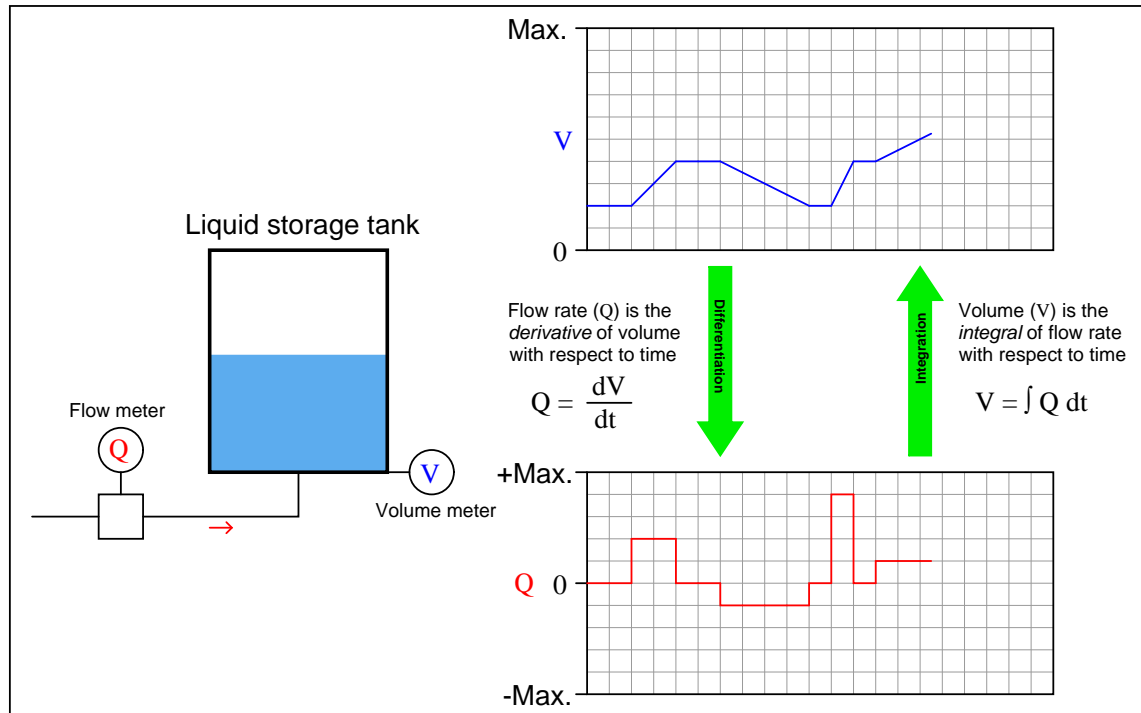 Liquid storage tank
Flow meter
Q
V
Volume meter
Max.
V
0
Flow rate (Q) is the
derivative of volume
with respect to time
Q = dV/dt
Differentiation
Integration
Volume (V) is the
integral of flow rate
with respect to time
V = ∫ Q dt
+Max.
Q 0
-Max.